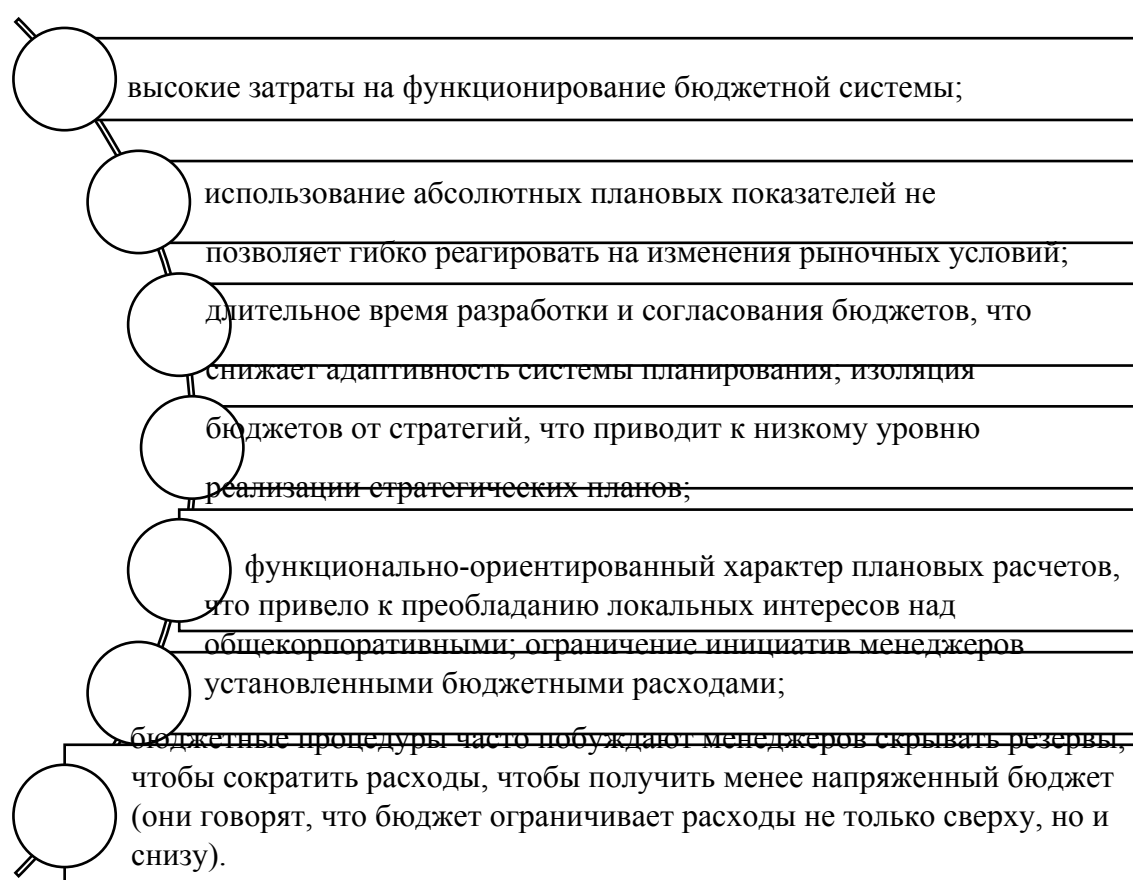 высокие затраты на функционирование бюджетной системы;
использование абсолютных плановых показателей не
позволяет гибко реагировать на изменения рыночных условий;
длительное время разработки и согласования бюджетов, что
снижает адаптивность системы планирования; изоляция
бюджетов от стратегий, что приводит к низкому уровню
реализации стратегических планов;
функционально-ориентированный характер плановых расчетов,
что привело к преобладанию локальных интересов над
общекорпоративными; ограничение инициатив менеджеров
установленными бюджетными расходами;
бюджетные процедуры часто побуждают менеджеров скрывать резервы,
чтобы сократить расходы, чтобы получить менее напряженный бюджет
(они говорят, что бюджет ограничивает расходы не только сверху, но и
снизу).